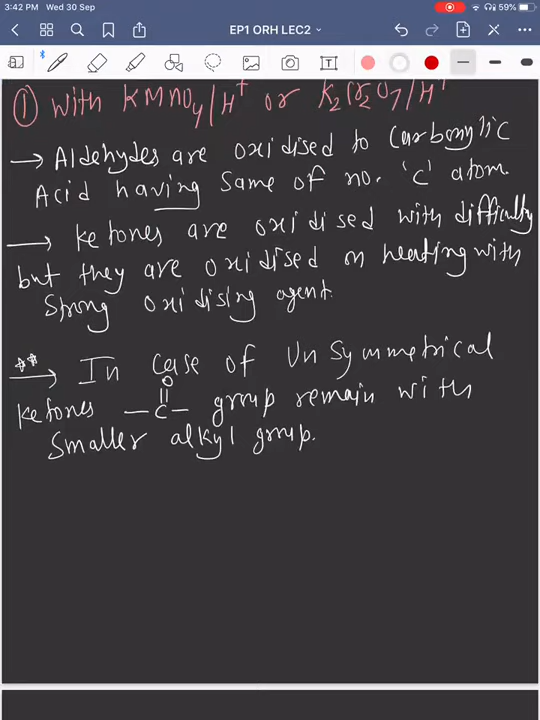 3:42 PM Wed 30 Sep 59%
EP1 ORH LEC2
① With KMnO4/H+ or K2Cr2O7/H+
→ Aldehydes are oxidised to Carboxylic
Acid having Same of no. 'C' atom.
→ Ketones are oxidised with difficulty
but they are oxidised on heating with
Strong oxidising agent.
** → In Case of UnSymmetrical
O
||
Ketones —C— group remain with
Smaller alkyl group.